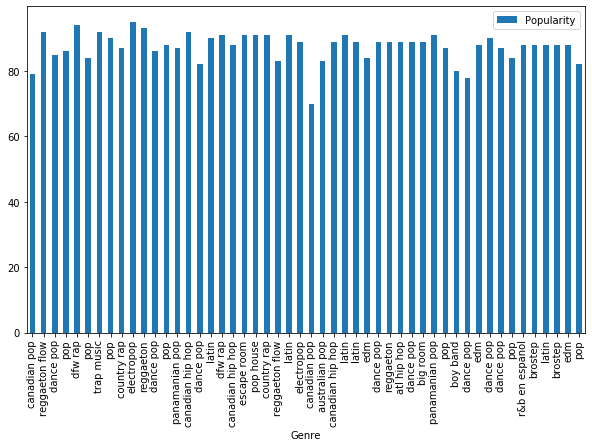 Popularity
80
60
40
20
0
canadian pop
reggaeton flow
dance pop
pop
dfw rap
pop
trap music
pop
country rap
electropop
reggaeton
dance pop
pop
panamanian pop
canadian hip hop
dance pop
latin
dfw rap
canadian hip hop
escape room
pop house
country rap
reggaeton flow
latin
electropop
canadian pop
australian pop
canadian hip hop
latin
latin
edm
dance pop
reggaeton
atl hip hop
dance pop
big room
panamanian pop
pop
boy band
dance pop
edm
dance pop
dance pop
pop
r&b en espanol
brostep
latin
brostep
edm
pop
Genre